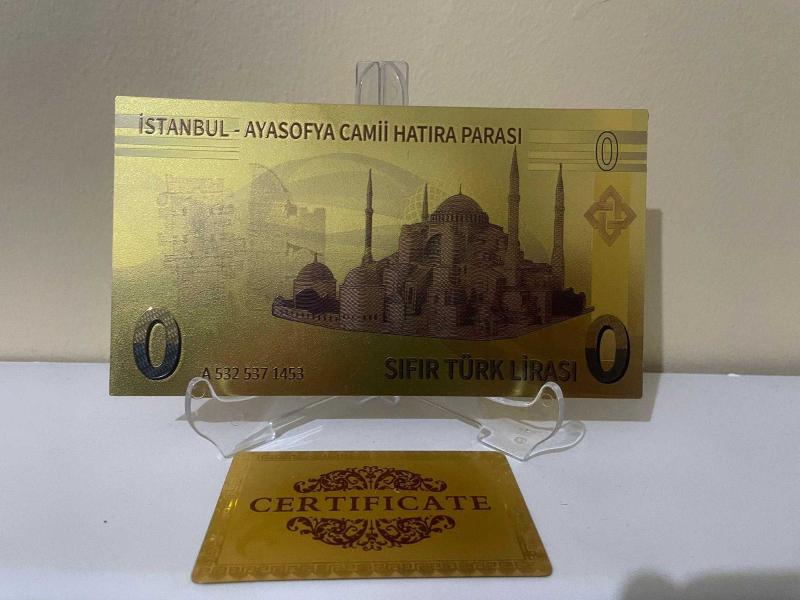 İSTANBUL - AYASOFYA CAMİİ HATIRA PARASI
0
0
A 532 537 1453
SIFIR TÜRK LİRASI
0
CERTIFICATE